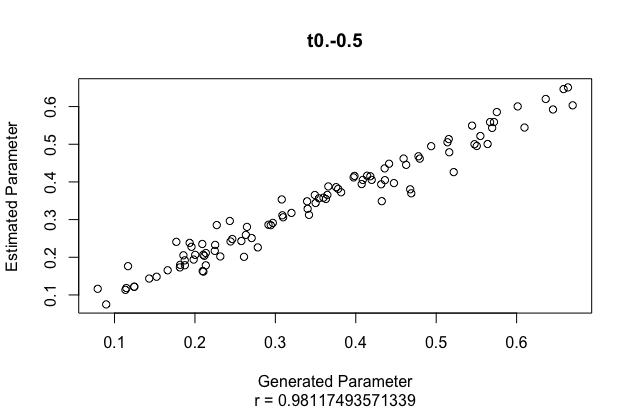 t0.-0.5
Estimated Parameter
0.6
0.5
0.4
0.3
0.2
0.1
0.1 0.2 0.3 0.4 0.5 0.6
Generated Parameter
r = 0.98117493571339